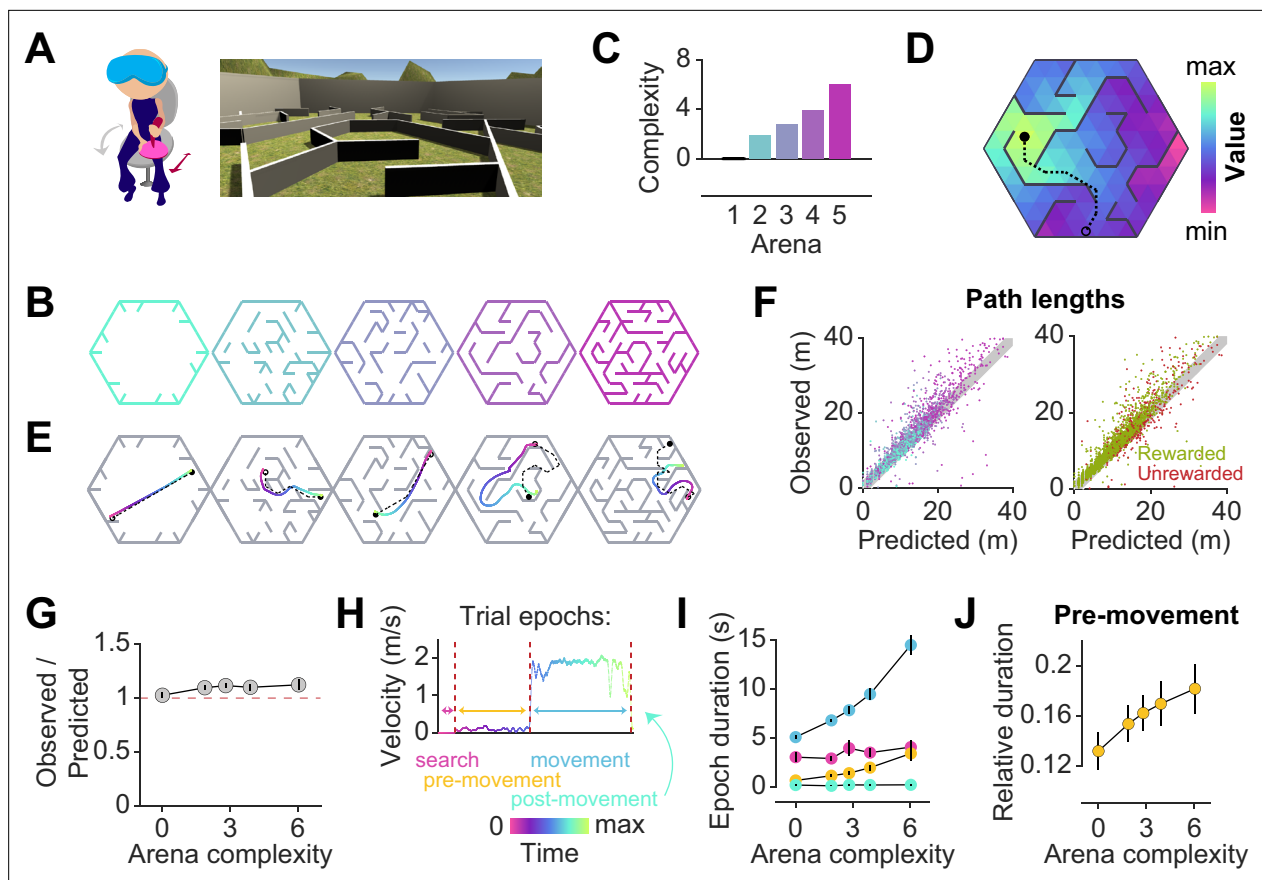 A
C
8
4
0
Complexity
1 2 3 4 5
Arena
D
max
Value
min
B
E
F
Path lengths
Observed (m)
40
20
0
0 20 40
Predicted (m)
40
20
0
Rewarded
Unrewarded
0 20 40
Predicted (m)
G
Observed /
Predicted
1.5
1
0.5
0
0 3 6
Arena complexity
H
Trial epochs:
Velocity (m/s)
2
0
search
movement
pre-movement
post-movement
0 max
Time
I
Epoch duration (s)
15
10
5
0
0 3 6
Arena complexity
J
Pre-movement
Relative duration
0.2
0.16
0.12
0 3 6
Arena complexity